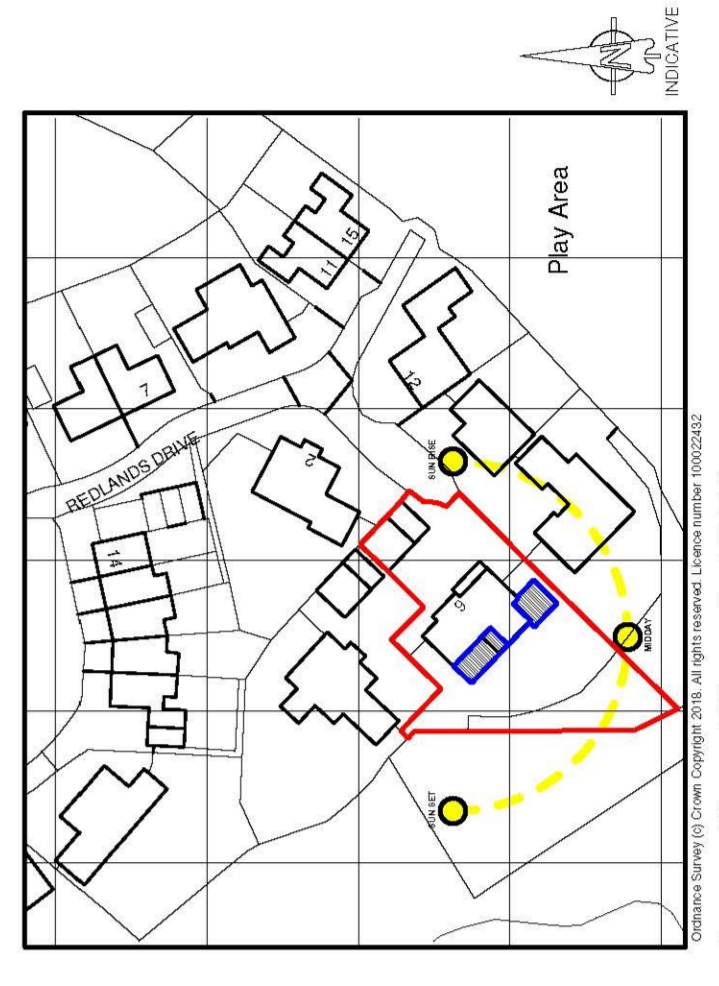 N
INDICATIVE
Play Area
15
11
7
12
REDLANDS DRIVE
2
SUN RISE
14
9
MIDDAY
SUN SET
Ordnance Survey (c) Crown Copyright 2018. All rights reserved. Licence number 100022432